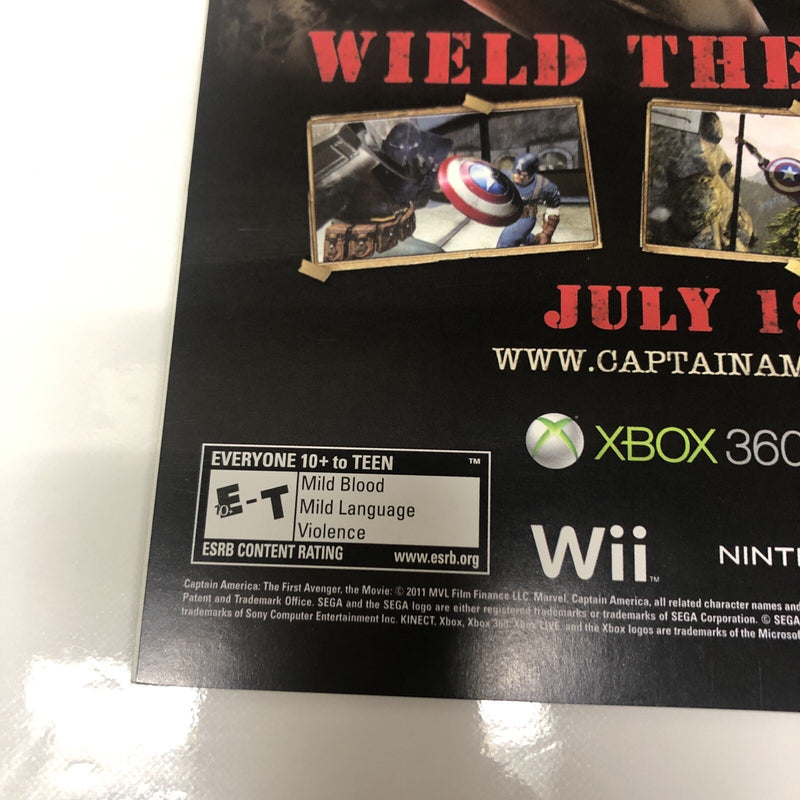 WIELD THE
JULY 19
WWW.CAPTAINAM
XBOX 360
EVERYONE 10+ to TEEN ™
E 10+ - T
Mild Blood
Mild Language
Violence
ESRB CONTENT RATING www.esrb.org
Wii™
NINTE
Captain America: The First Avenger, the Movie: © 2011 MVL Film Finance LLC. Marvel, Captain America, all related character names and
Patent and Trademark Office. SEGA and the SEGA logo are either registered trademarks or trademarks of SEGA Corporation. © SEGA
trademarks of Sony Computer Entertainment Inc. KINECT, Xbox, Xbox 360, Xbox LIVE, and the Xbox logos are trademarks of the Microso